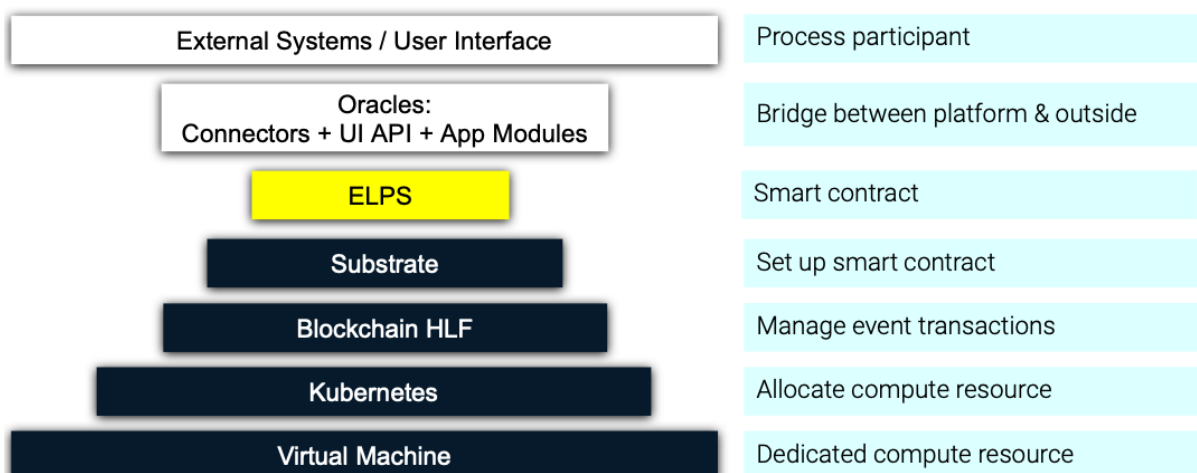 External Systems / User Interface
Process participant
Oracles:
Connectors + UI API + App Modules
Bridge between platform & outside
ELPS
Smart contract
Substrate
Set up smart contract
Blockchain HLF
Manage event transactions
Kubernetes
Allocate compute resource
Virtual Machine
Dedicated compute resource